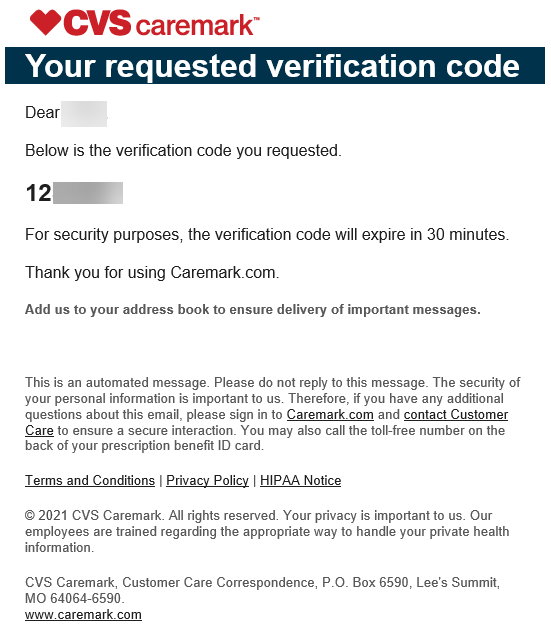 CVS caremark™
Your requested verification code
Dear
Below is the verification code you requested.
12
For security purposes, the verification code will expire in 30 minutes.
Thank you for using Caremark.com.
Add us to your address book to ensure delivery of important messages.
This is an automated message. Please do not reply to this message. The security of
your personal information is important to us. Therefore, if you have any additional
questions about this email, please sign in to Caremark.com and contact Customer
Care to ensure a secure interaction. You may also call the toll-free number on the
back of your prescription benefit ID card.
Terms and Conditions | Privacy Policy | HIPAA Notice
© 2021 CVS Caremark. All rights reserved. Your privacy is important to us. Our
employees are trained regarding the appropriate way to handle your private health
information.
CVS Caremark, Customer Care Correspondence, P.O. Box 6590, Lee's Summit,
MO 64064-6590.
www.caremark.com